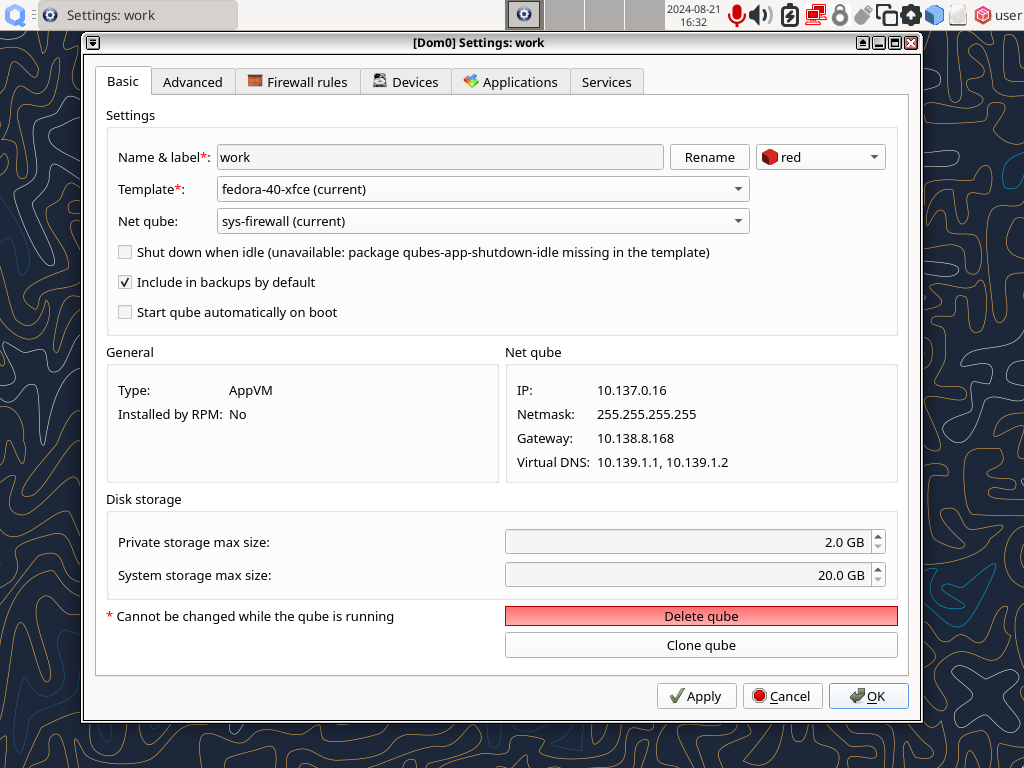 Settings: work
2024-08-21
16:32
user
[Dom0] Settings: work
Basic
Advanced
Firewall rules
Devices
Applications
Services
Settings
Name & label*:
work
Rename
red
Template*:
fedora-40-xfce (current)
Net qube:
sys-firewall (current)
Shut down when idle (unavailable: package qubes-app-shutdown-idle missing in the template)
Include in backups by default
Start qube automatically on boot
General
Net qube
Type: AppVM
Installed by RPM: No
IP: 10.137.0.16
Netmask: 255.255.255.255
Gateway: 10.138.8.168
Virtual DNS: 10.139.1.1, 10.139.1.2
Disk storage
Private storage max size:
2.0 GB
System storage max size:
20.0 GB
* Cannot be changed while the qube is running
Delete qube
Clone qube
Apply
Cancel
OK